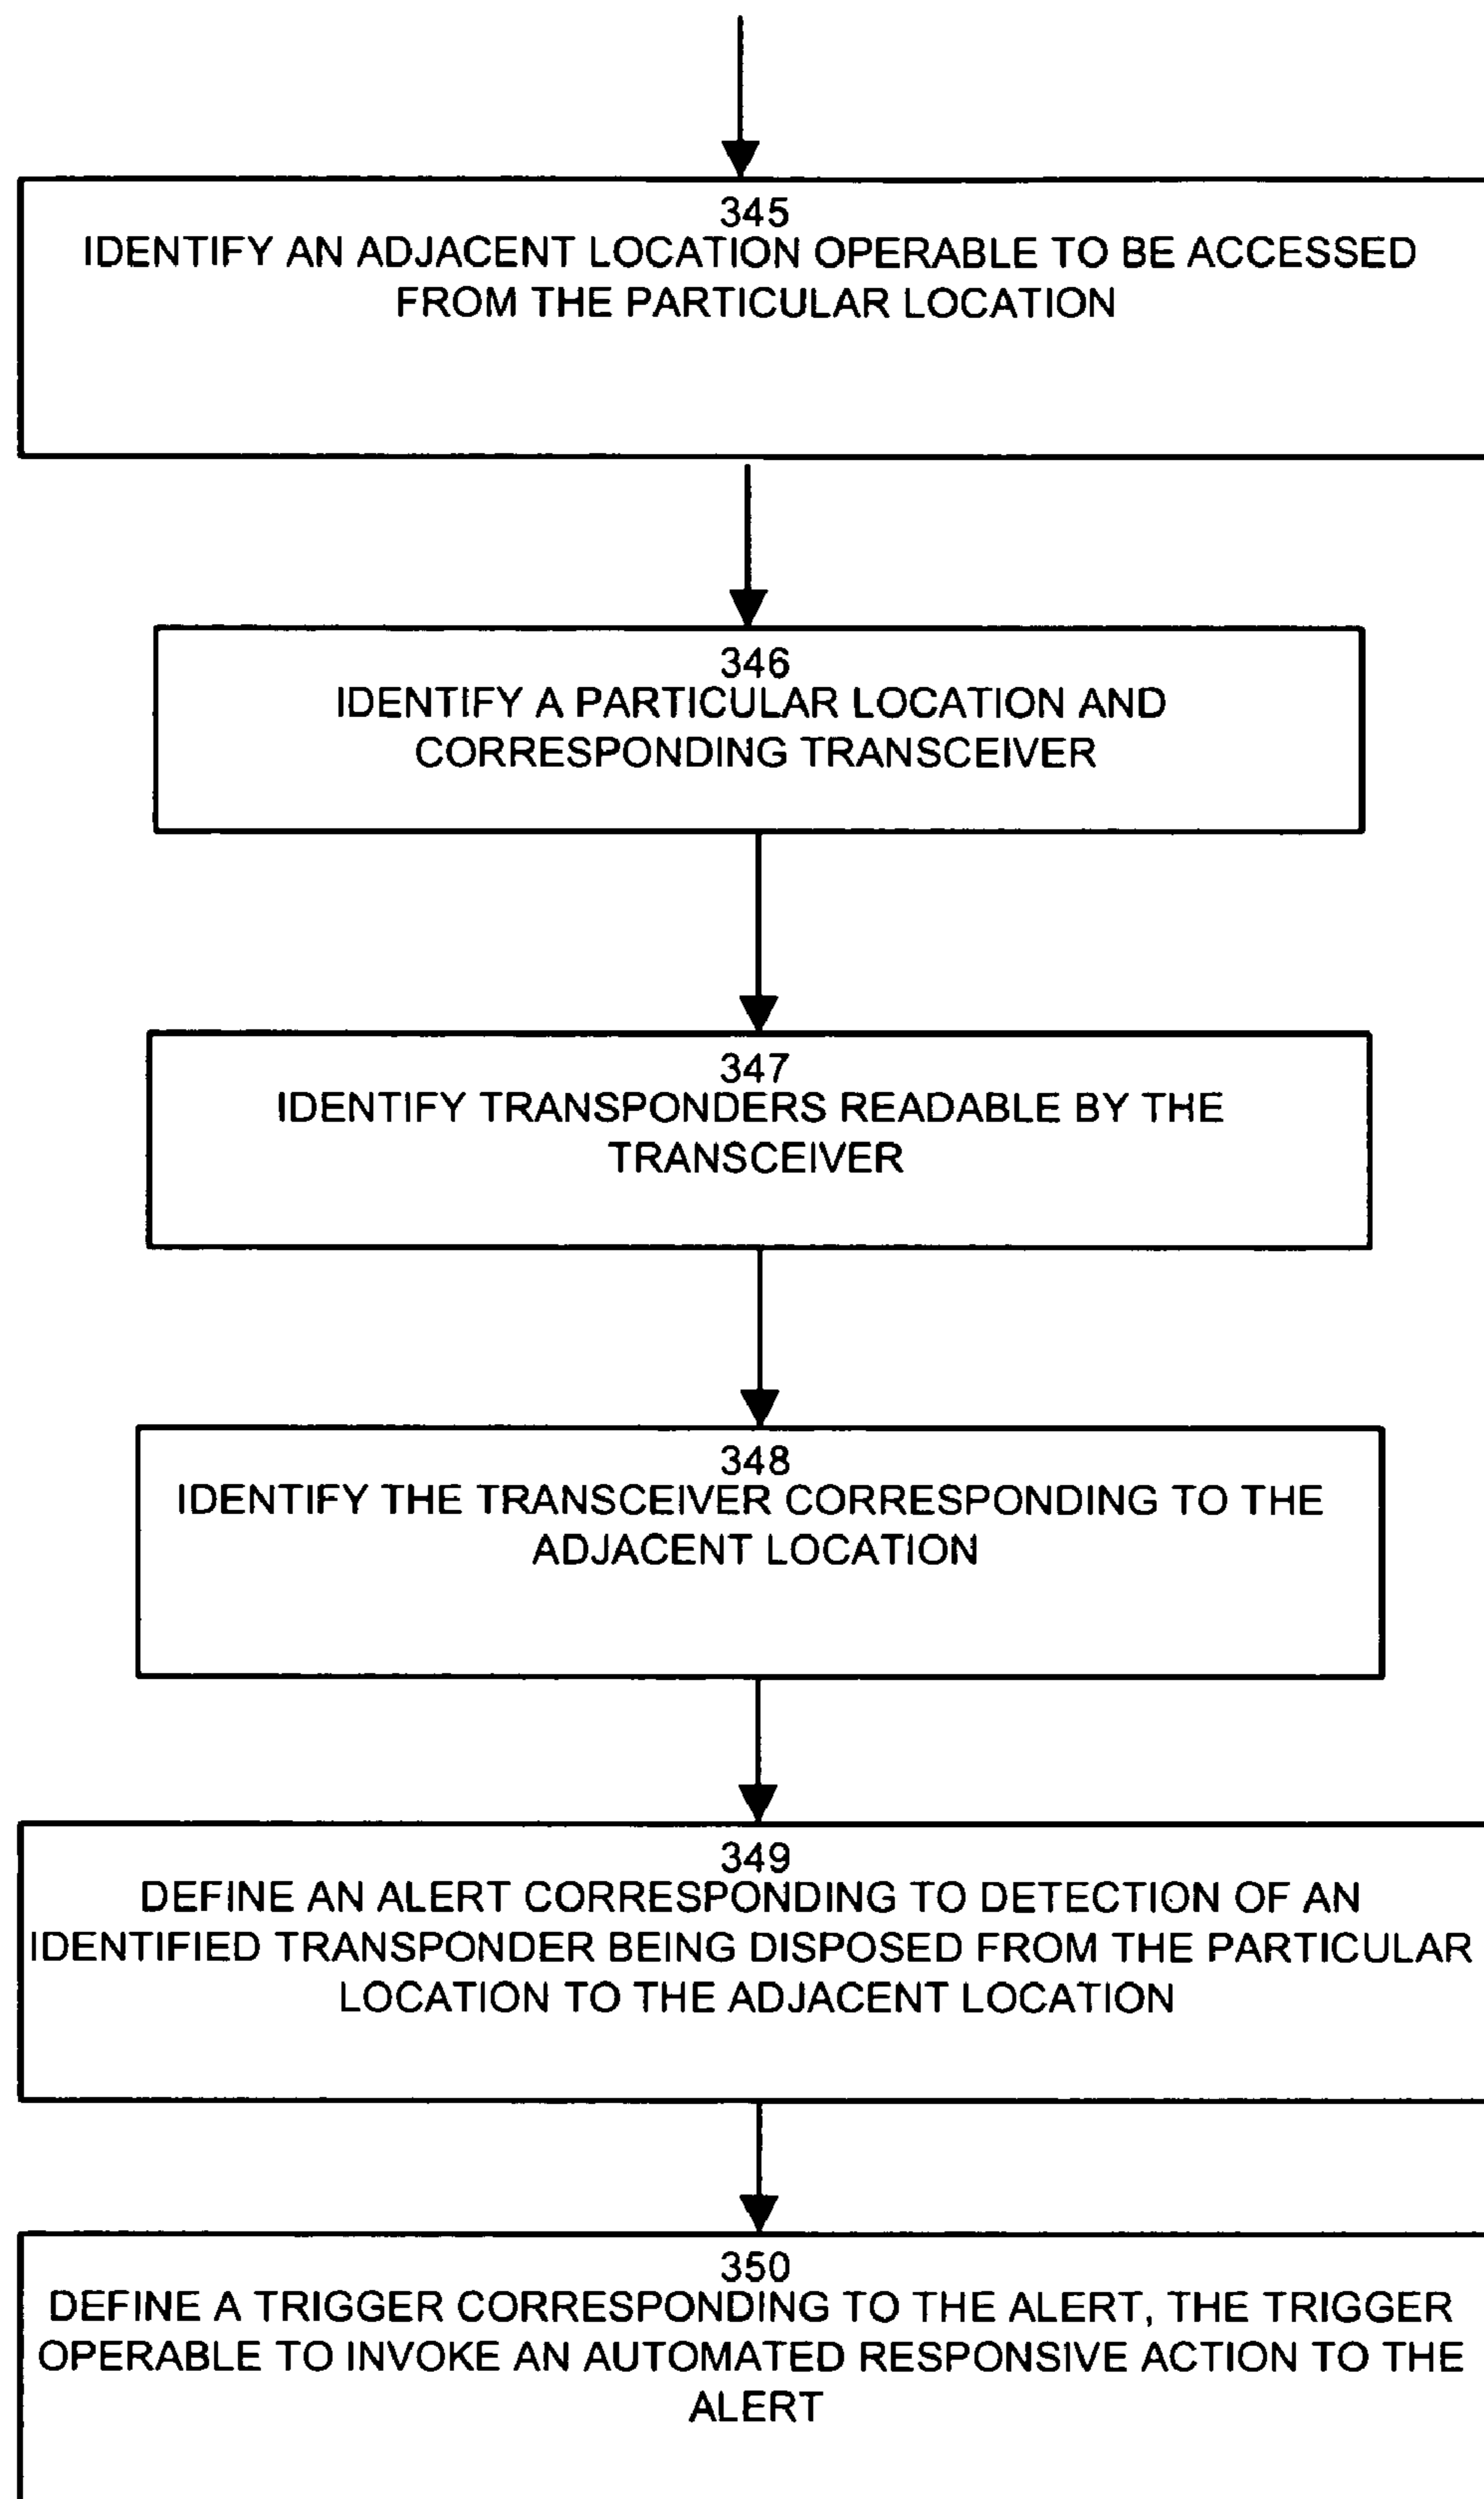 345
IDENTIFY AN ADJACENT LOCATION OPERABLE TO BE ACCESSED
FROM THE PARTICULAR LOCATION
346
IDENTIFY A PARTICULAR LOCATION AND
CORRESPONDING TRANSCEIVER
347
IDENTIFY TRANSPONDERS READABLE BY THE
TRANSCEIVER
348
IDENTIFY THE TRANSCEIVER CORRESPONDING TO THE
ADJACENT LOCATION
349
DEFINE AN ALERT CORRESPONDING TO DETECTION OF AN
IDENTIFIED TRANSPONDER BEING DISPOSED FROM THE PARTICULAR
LOCATION TO THE ADJACENT LOCATION
350
DEFINE A TRIGGER CORRESPONDING TO THE ALERT, THE TRIGGER
OPERABLE TO INVOKE AN AUTOMATED RESPONSIVE ACTION TO THE
ALERT